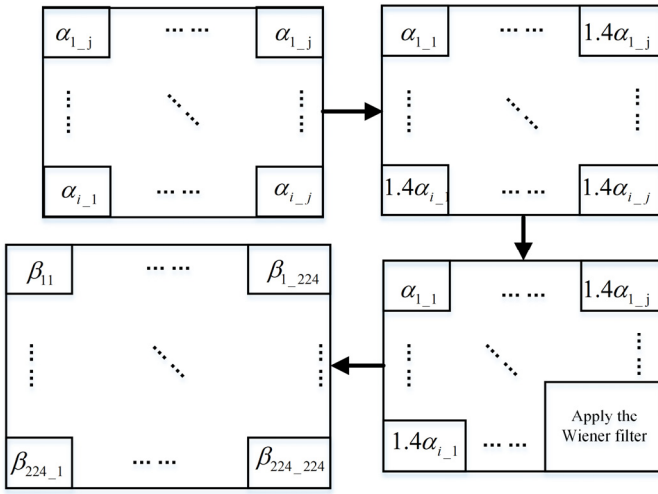 α1_j ...... α1_j
α1_1 ...... 1.4α1_j
αi_1 ...... αi_j
1.4αi_1 ...... 1.4αi_j
β11 ...... β1_224
α1_1 ...... 1.4α1_j
Apply the
Wiener filter
1.4αi_1 ......
β224_1 ...... β224_224